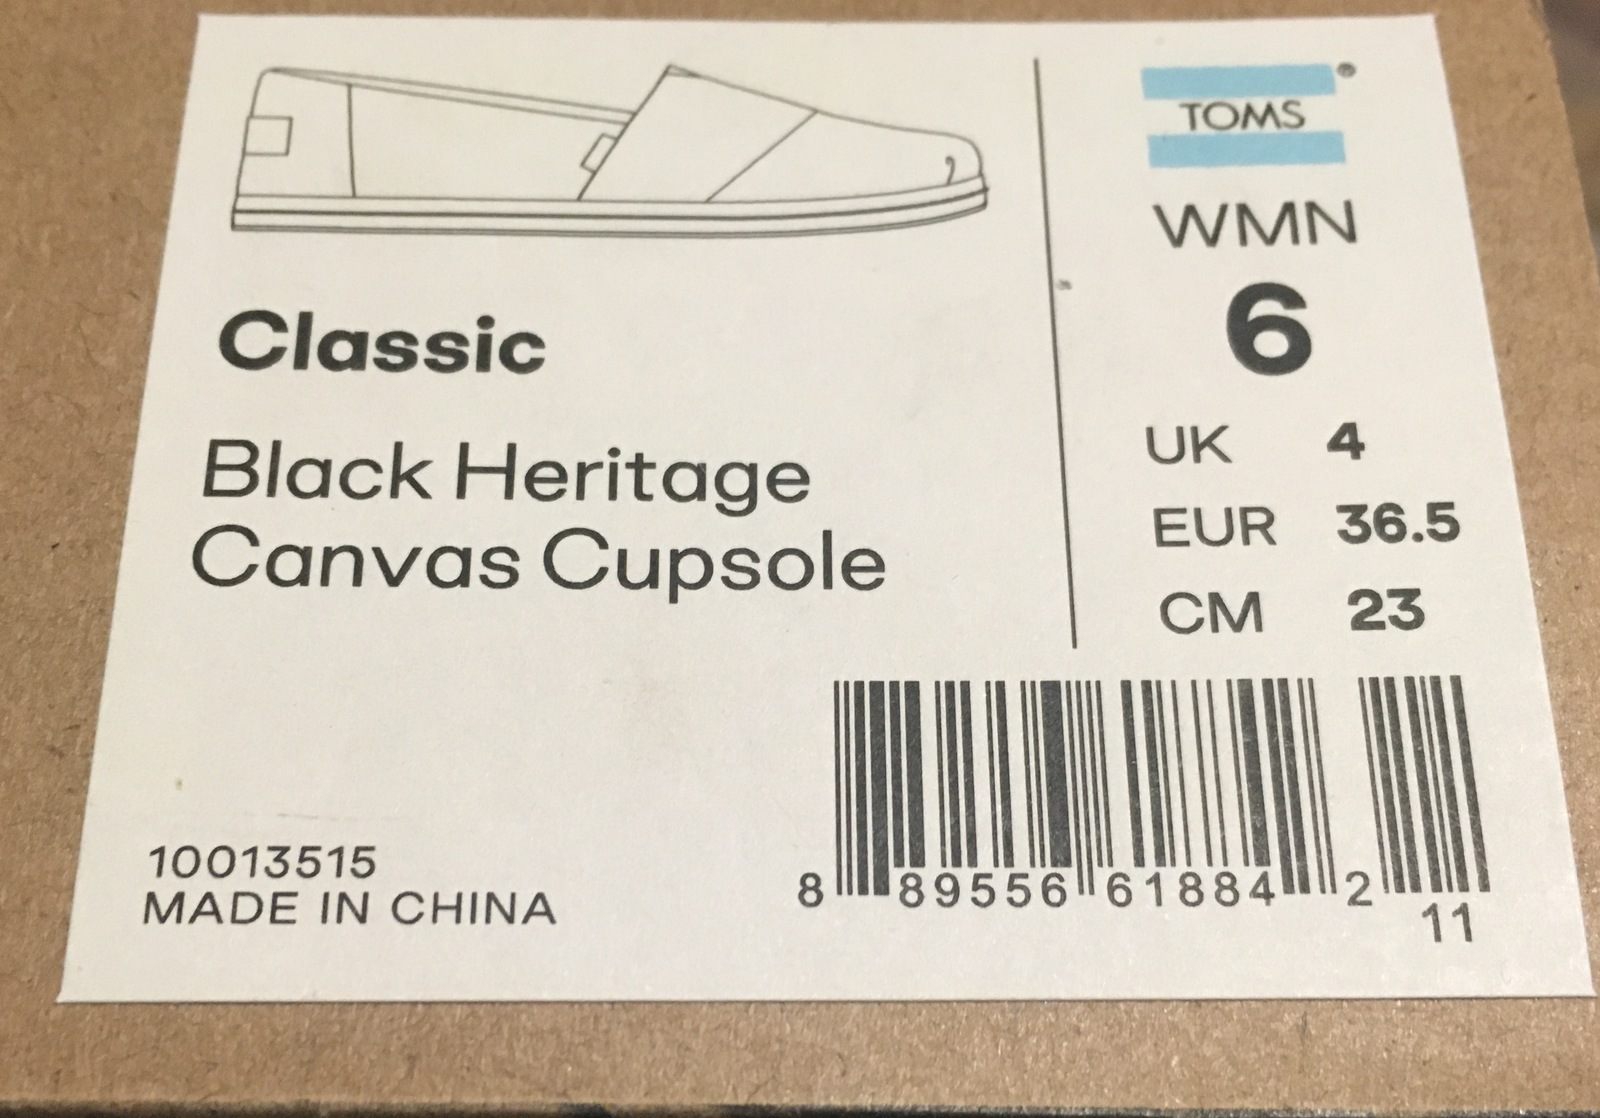 TOMS
WMN
6
UK 4
EUR 36.5
CM 23
Classic
Black Heritage
Canvas Cupsole
10013515
MADE IN CHINA
8 89556 61884 2
11